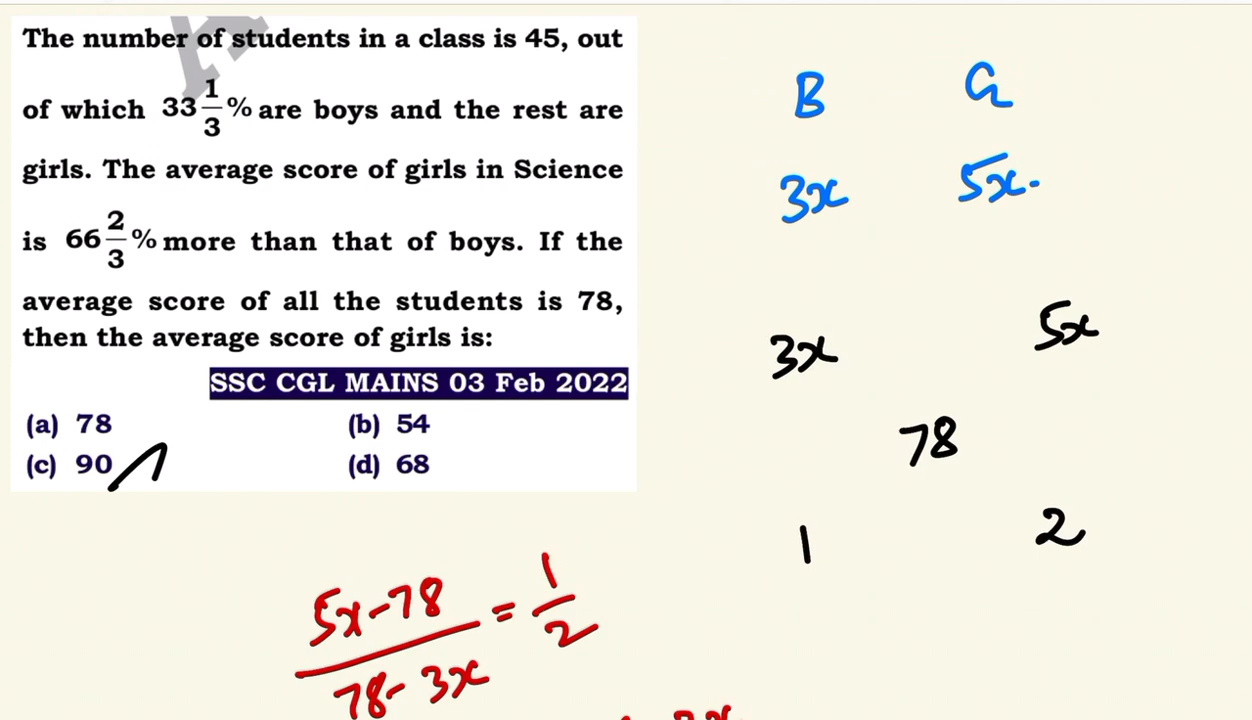 The number of students in a class is 45, out
of which 33 1/3 % are boys and the rest are
girls. The average score of girls in Science
is 66 2/3 % more than that of boys. If the
average score of all the students is 78,
then the average score of girls is:
SSC CGL MAINS 03 Feb 2022
(a) 78 (b) 54
(c) 90 (d) 68
B G
3x 5x.
3x 5x
78
1 2
5x-78 / 78-3x = 1/2